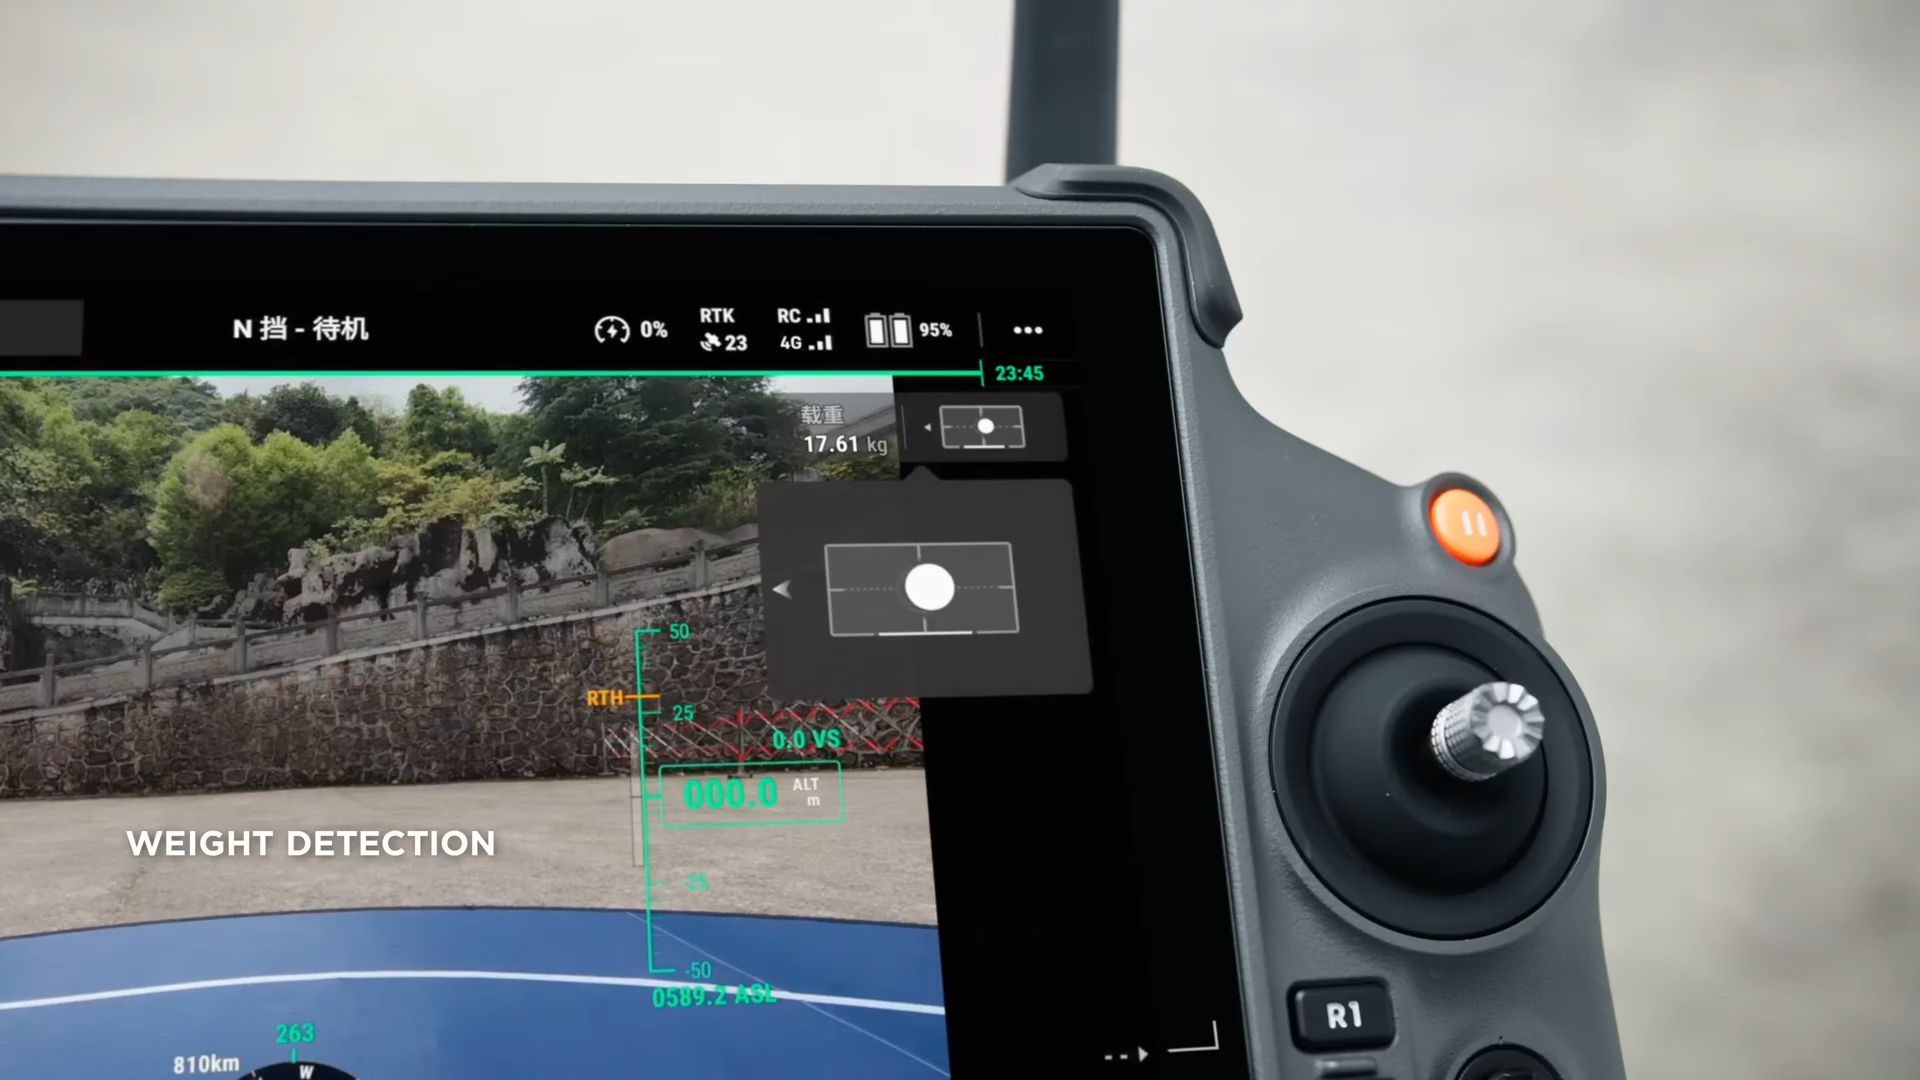 N 挡 - 待机
0%
RTK
23
RC
4G
95%
•••
23:45
载重
17.61 kg
50
RTH
25
0.0 VS
000.0 ALT
m
WEIGHT DETECTION
-25
-50
0589.2 ASL
263
810km
W
R1